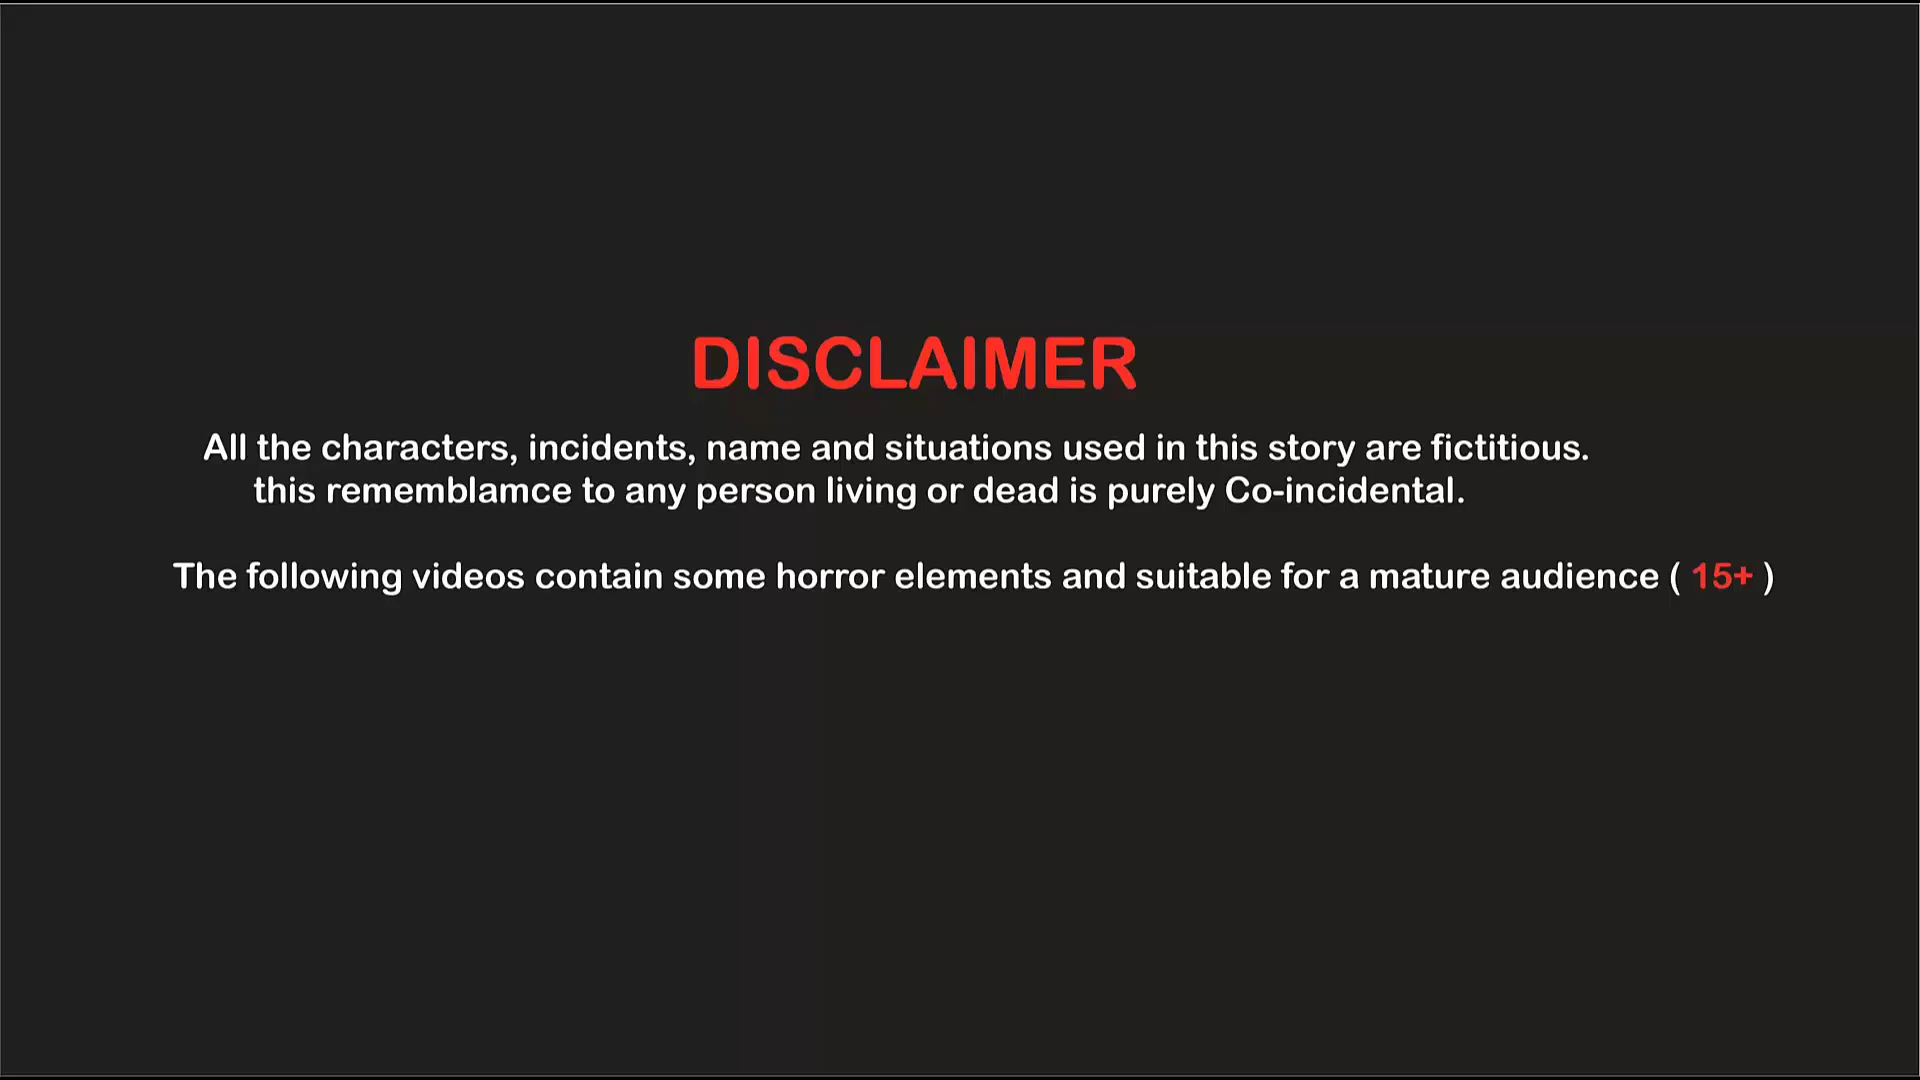 DISCLAIMER
All the characters, incidents, name and situations used in this story are fictitious.
this rememblamce to any person living or dead is purely Co-incidental.
The following videos contain some horror elements and suitable for a mature audience ( 15+ )